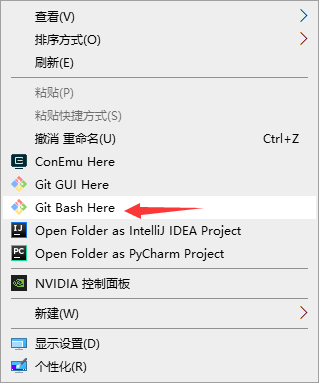 查看(V)
排序方式(O)
刷新(E)
粘贴(P)
粘贴快捷方式(S)
撤消 重命名(U) Ctrl+Z
ConEmu Here
Git GUI Here
Git Bash Here
Open Folder as IntelliJ IDEA Project
Open Folder as PyCharm Project
NVIDIA 控制面板
新建(W)
显示设置(D)
个性化(R)